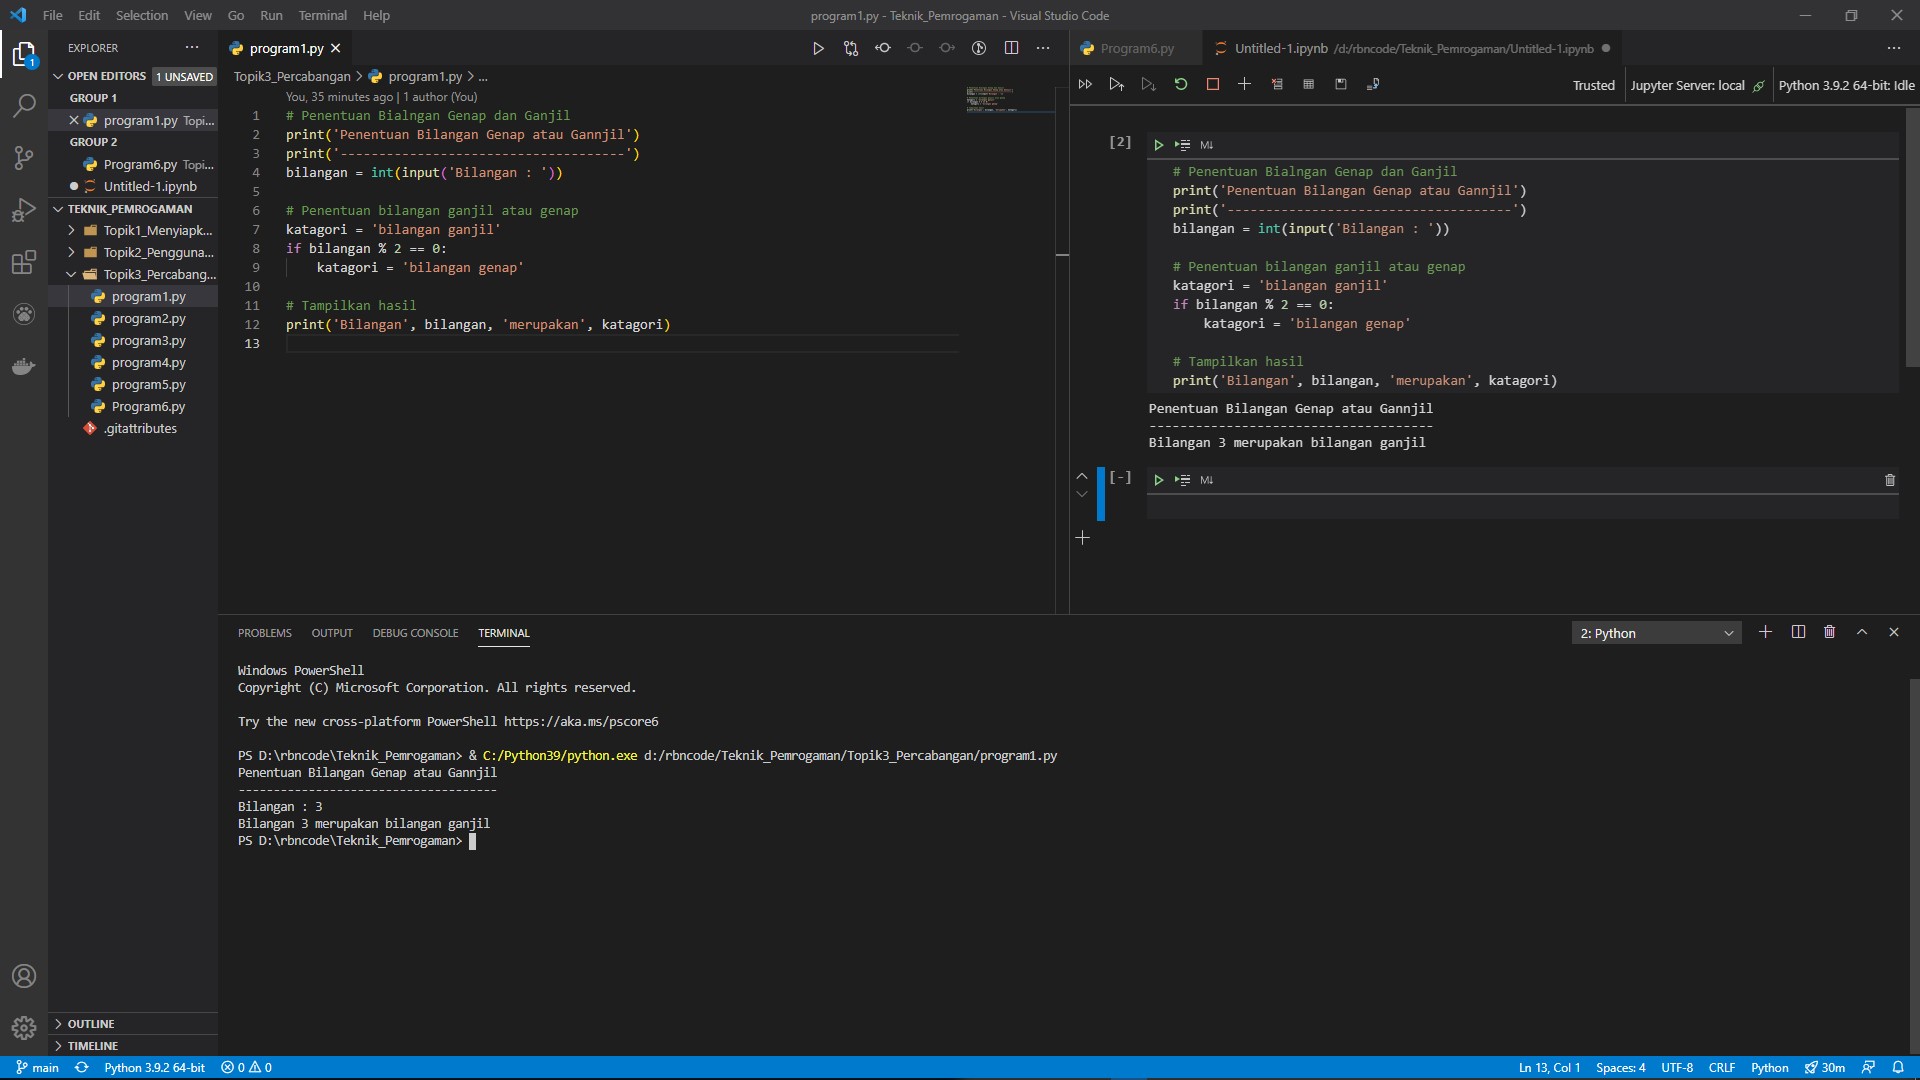 File Edit Selection View Go Run Terminal Help
program1.py - Teknik_Pemrogaman - Visual Studio Code
1
EXPLORER
OPEN EDITORS 1 UNSAVED
GROUP 1
program1.py Topi...
GROUP 2
Program6.py Topi...
Untitled-1.ipynb
TEKNIK_PEMROGAMAN
Topik1_Menyiapk...
Topik2_Pengguna...
Topik3_Percabang...
program1.py
program2.py
program3.py
program4.py
program5.py
Program6.py
.gitattributes
OUTLINE
TIMELINE
program1.py
Topik3_Percabangan > program1.py > ...
You, 35 minutes ago | 1 author (You)
1 # Penentuan Bialngan Genap dan Ganjil
2 print('Penentuan Bilangan Genap atau Gannjil')
3 print('-------------------------------------')
4 bilangan = int(input('Bilangan : '))
5
6 # Penentuan bilangan ganjil atau genap
7 katagori = 'bilangan ganjil'
8 if bilangan % 2 == 0:
9 katagori = 'bilangan genap'
10
11 # Tampilkan hasil
12 print('Bilangan', bilangan, 'merupakan', katagori)
13
Program6.py
Untitled-1.ipynb /d:/rbncode/Teknik_Pemrogaman/Untitled-1.ipynb
Trusted Jupyter Server: local Python 3.9.2 64-bit: Idle
[2]
M↓
# Penentuan Bialngan Genap dan Ganjil
print('Penentuan Bilangan Genap atau Gannjil')
print('-------------------------------------')
bilangan = int(input('Bilangan : '))
# Penentuan bilangan ganjil atau genap
katagori = 'bilangan ganjil'
if bilangan % 2 == 0:
katagori = 'bilangan genap'
# Tampilkan hasil
print('Bilangan', bilangan, 'merupakan', katagori)
Penentuan Bilangan Genap atau Gannjil
-------------------------------------
Bilangan 3 merupakan bilangan ganjil
[-]
M↓
PROBLEMS OUTPUT DEBUG CONSOLE TERMINAL
2: Python
Windows PowerShell
Copyright (C) Microsoft Corporation. All rights reserved.
Try the new cross-platform PowerShell https://aka.ms/pscore6
PS D:\rbncode\Teknik_Pemrogaman> & C:/Python39/python.exe d:/rbncode/Teknik_Pemrogaman/Topik3_Percabangan/program1.py
Penentuan Bilangan Genap atau Gannjil
-------------------------------------
Bilangan : 3
Bilangan 3 merupakan bilangan ganjil
PS D:\rbncode\Teknik_Pemrogaman>
main Python 3.9.2 64-bit 0 0
Ln 13, Col 1 Spaces: 4 UTF-8 CRLF Python 30m